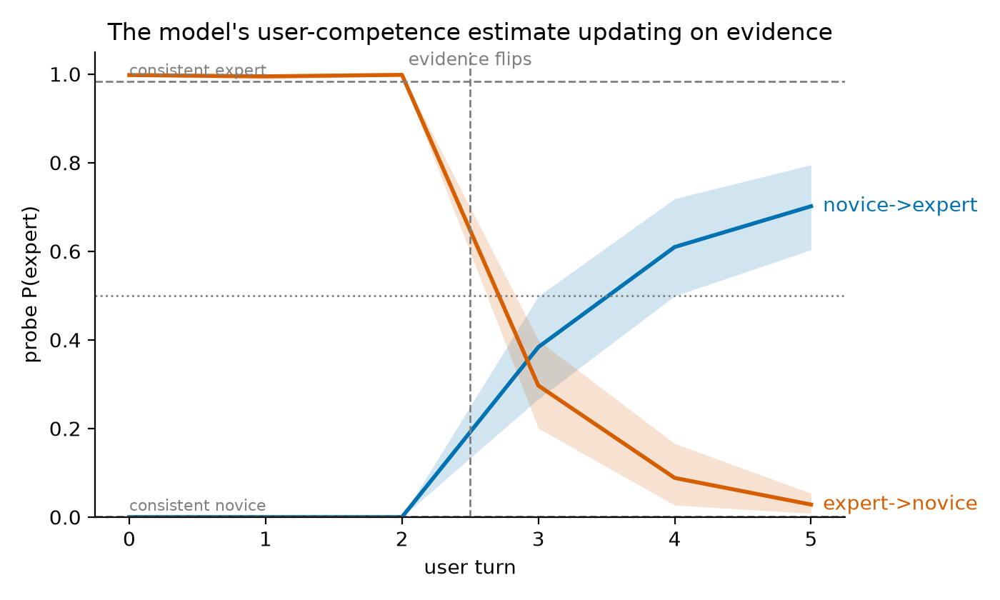 The model's user-competence estimate updating on evidence
evidence flips
consistent expert
1.0
0.8
0.6
0.4
0.2
0.0
probe P(expert)
novice->expert
consistent novice
expert->novice
0 1 2 3 4 5
user turn